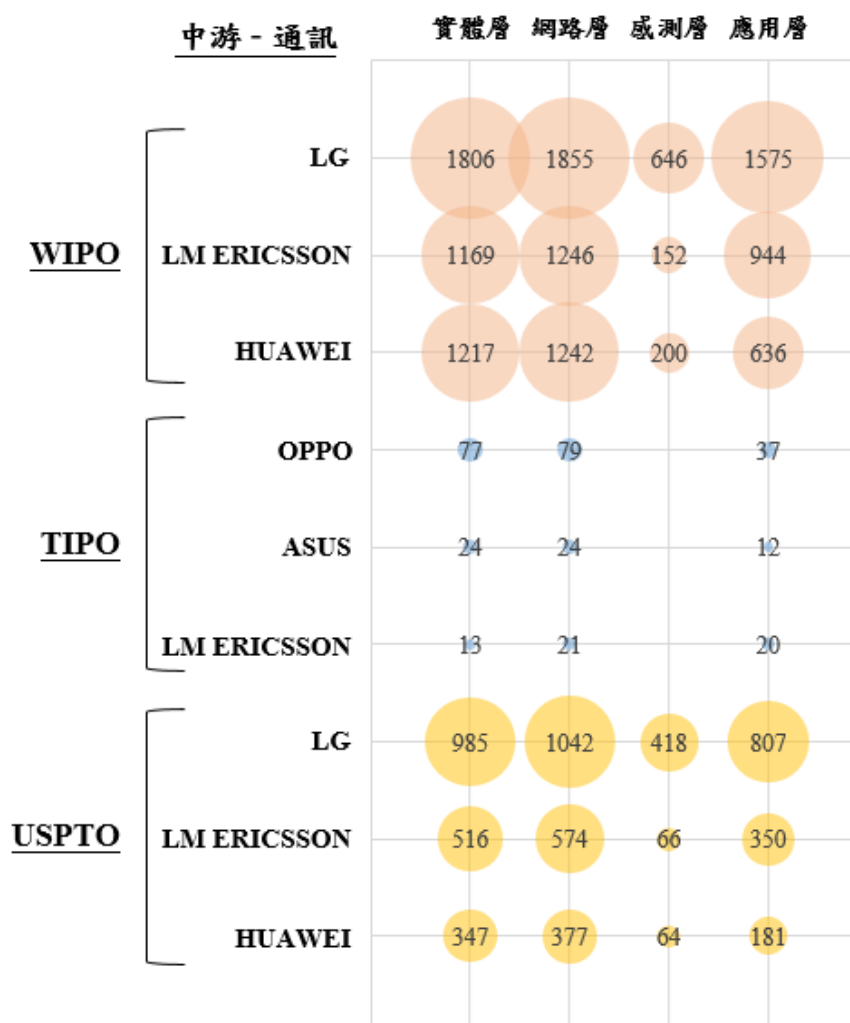 中游 - 通訊 實體層 網路層 感測層 應用層
LG 1806 1855 646 1575
WIPO LM ERICSSON 1169 1246 152 944
HUAWEI 1217 1242 200 636
OPPO 77 79 37
TIPO ASUS 24 24 12
LM ERICSSON 13 21 20
LG 985 1042 418 807
USPTO LM ERICSSON 516 574 66 350
HUAWEI 347 377 64 181